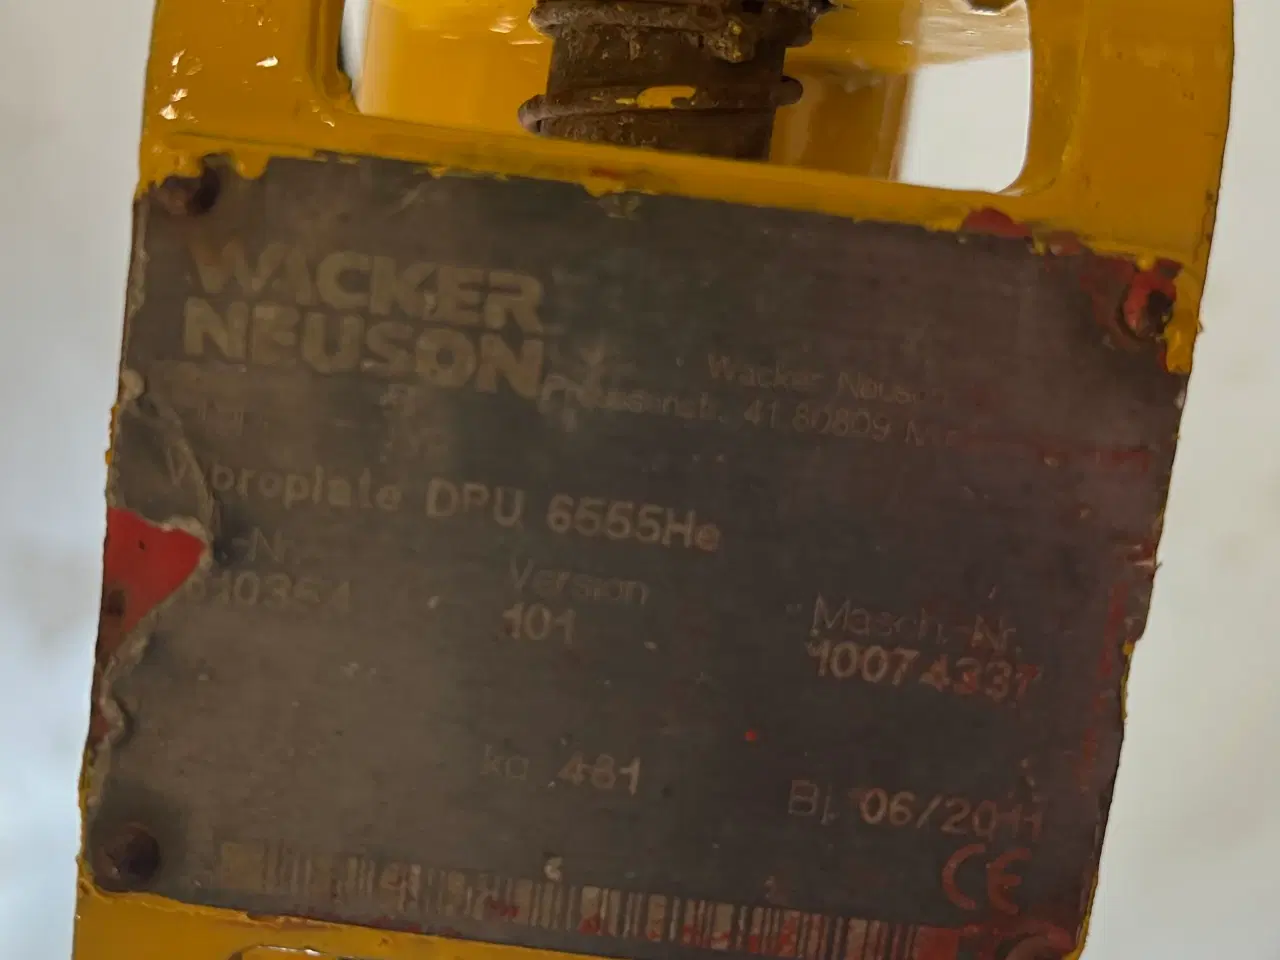 WACKER
NEUSON
Wacker Neuson
41 80809
Vibroplate DPU 6555He
-Nr.
Version
Masch.-Nr.
101
10074337
kg 481
Bj. 06/2011
CE